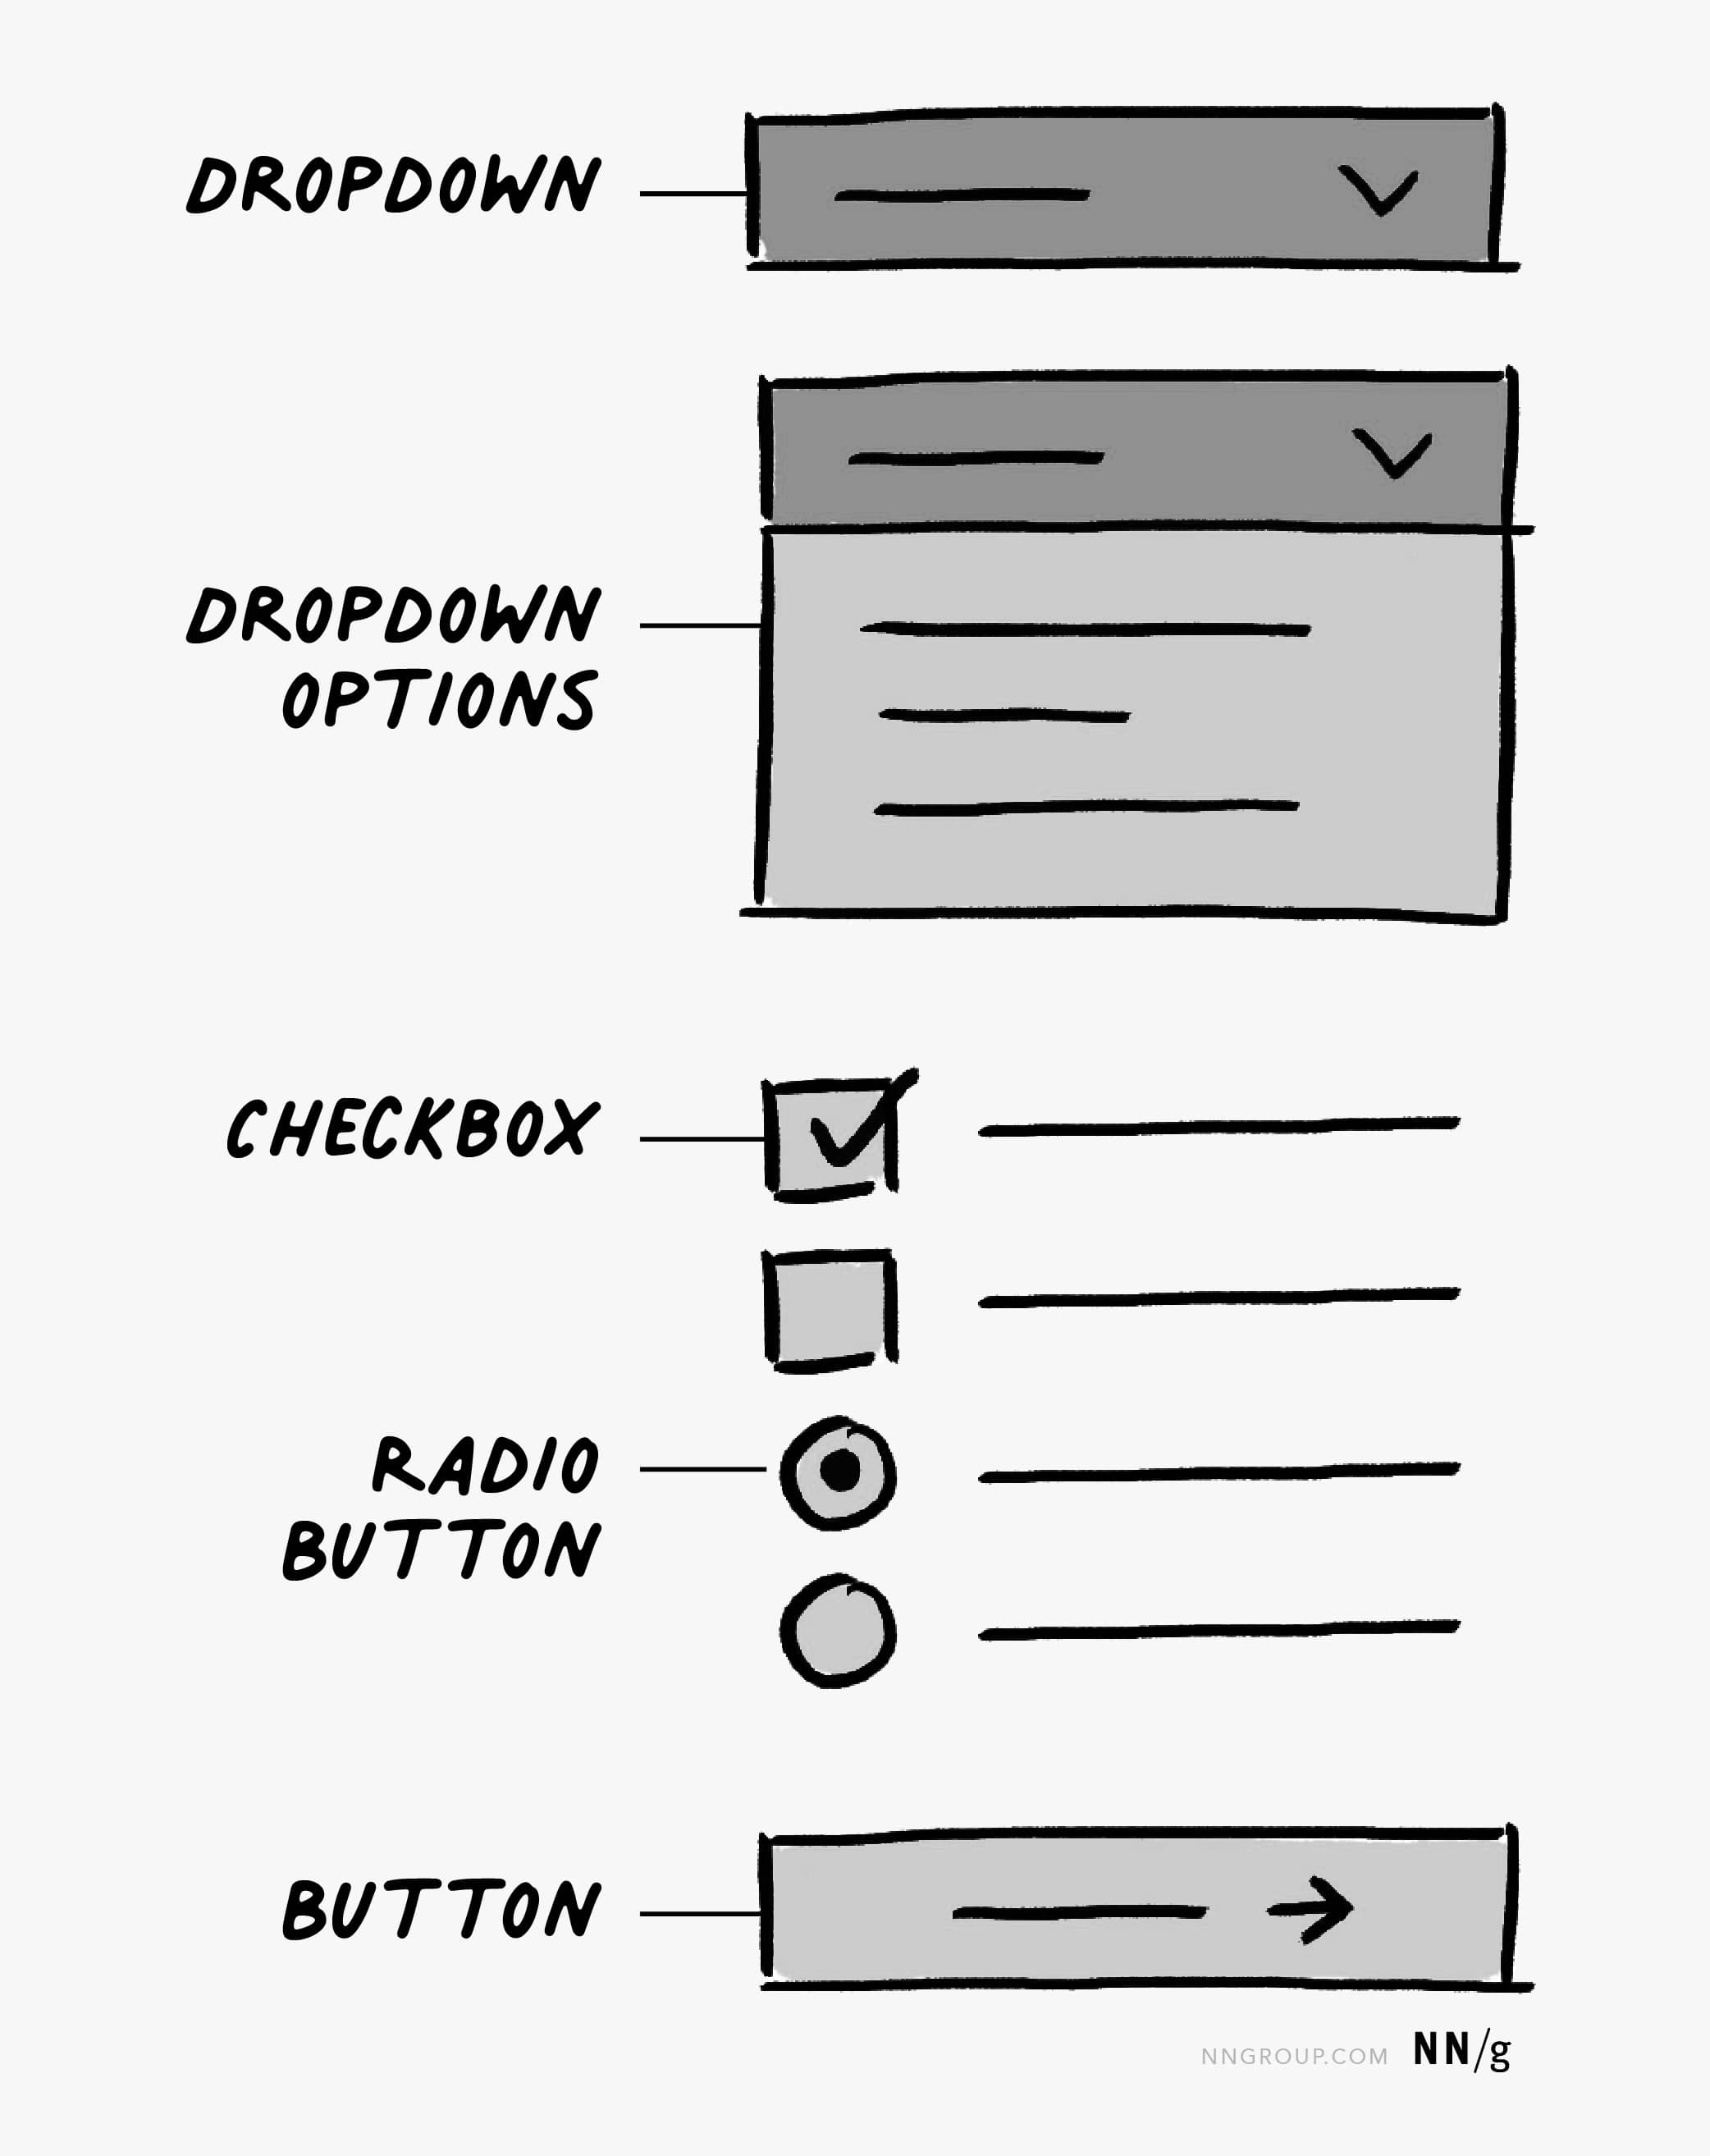 DROPDOWN
DROPDOWN
OPTIONS
CHECKBOX
RADIO
BUTTON
BUTTON
NNGROUP.COM NN/g